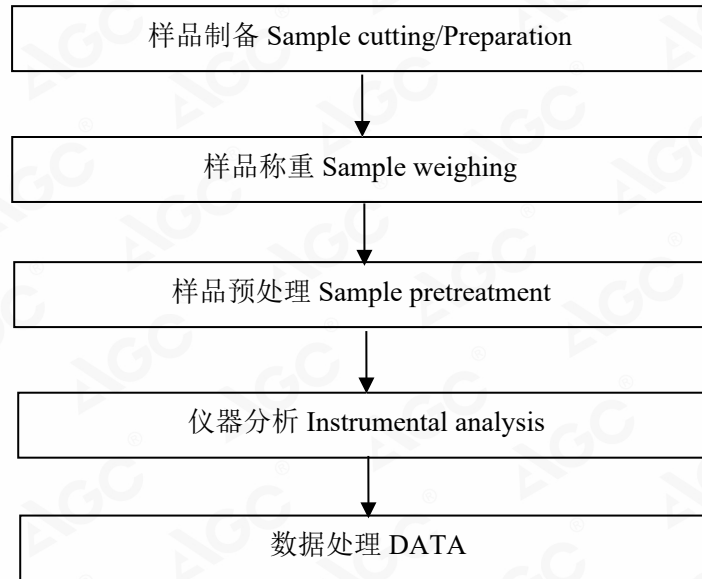 样品制备 Sample cutting/Preparation
样品称重 Sample weighing
样品预处理 Sample pretreatment
仪器分析 Instrumental analysis
数据处理 DATA